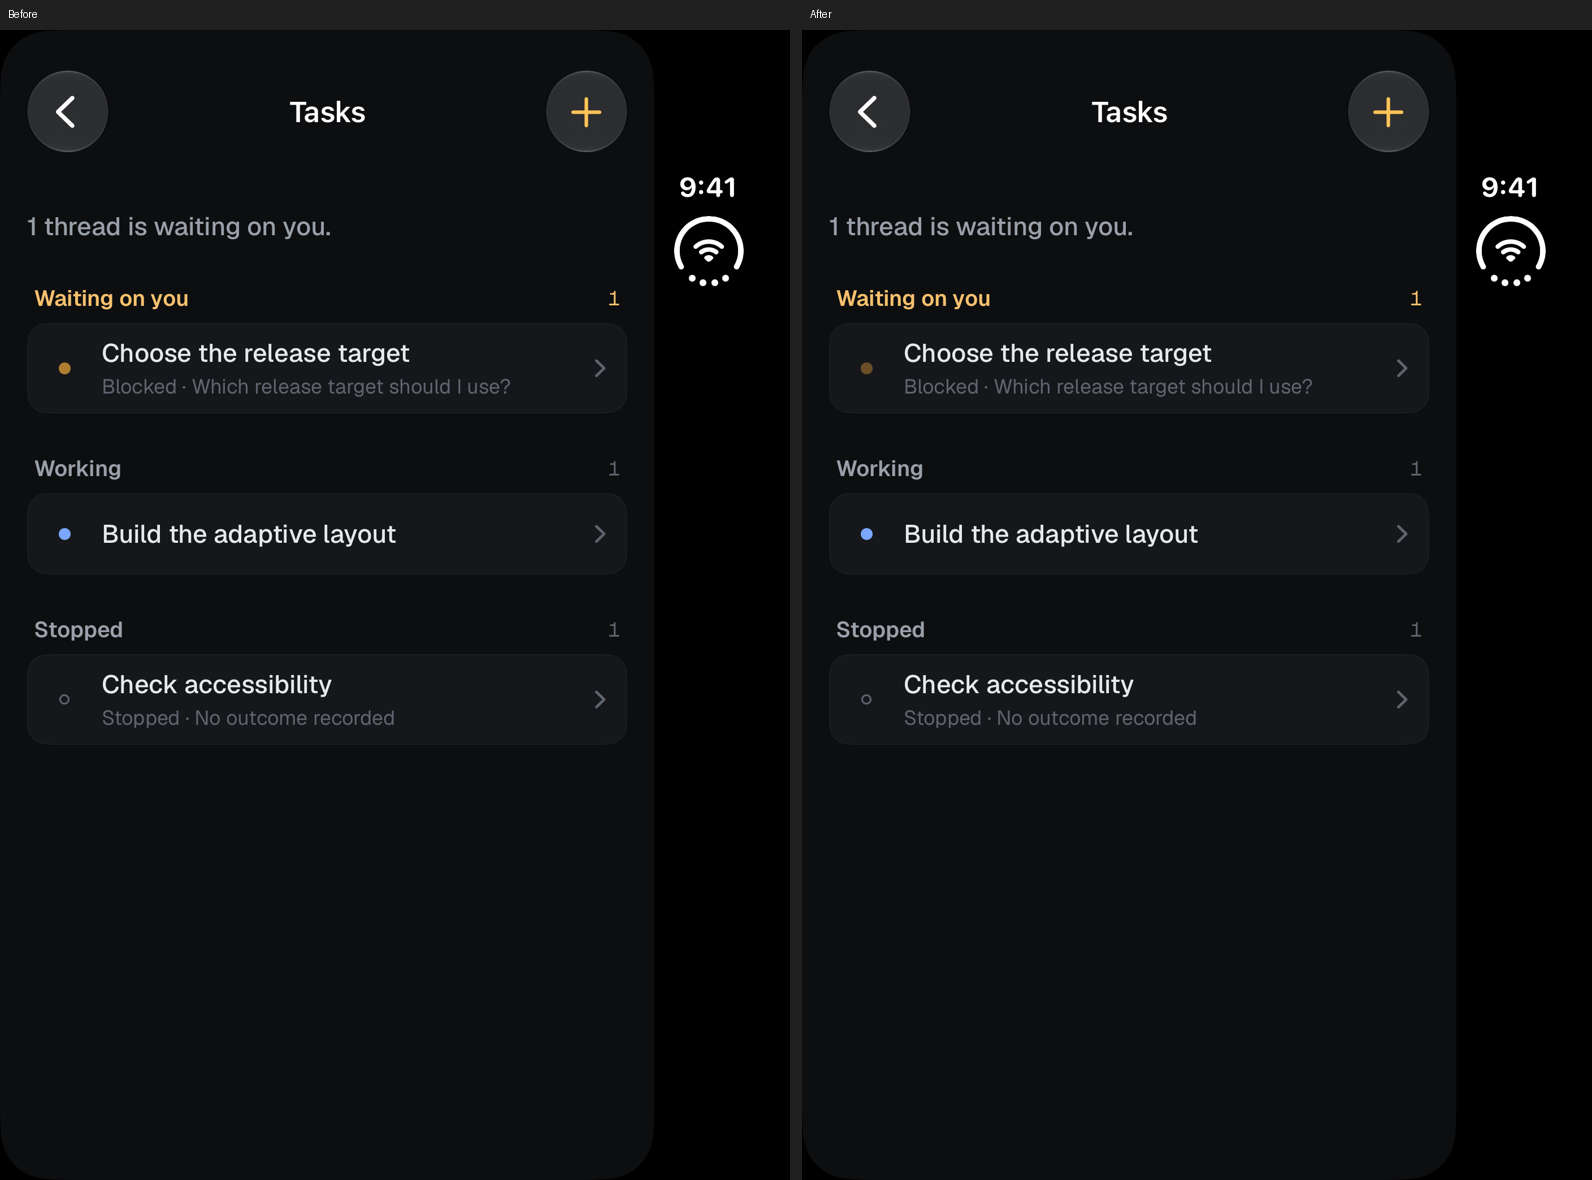 Before
Tasks
9:41
1 thread is waiting on you.
Waiting on you 1
Choose the release target
Blocked · Which release target should I use?
Working 1
Build the adaptive layout
Stopped 1
Check accessibility
Stopped · No outcome recorded
After
Tasks
9:41
1 thread is waiting on you.
Waiting on you 1
Choose the release target
Blocked · Which release target should I use?
Working 1
Build the adaptive layout
Stopped 1
Check accessibility
Stopped · No outcome recorded